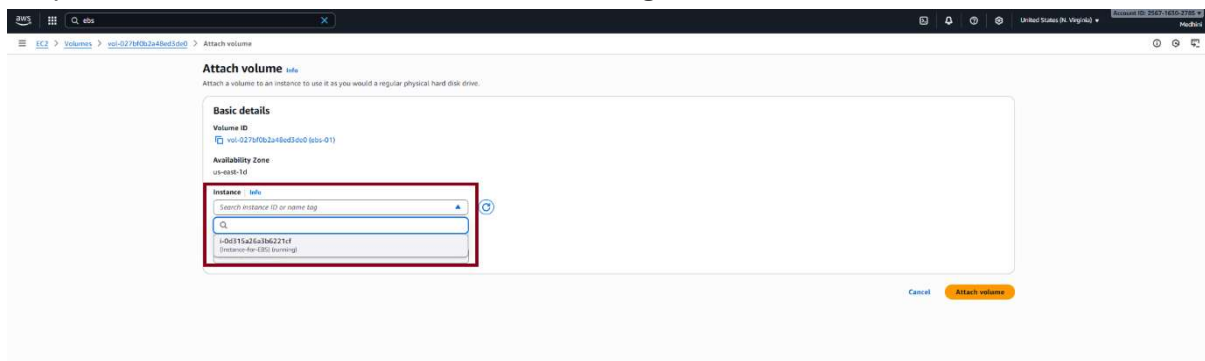 aws
ebs
United States (N. Virginia)
Account ID: 2567-1630-2785
Medhini
EC2 > Volumes > vol-027bf0b2a48ed3de0 > Attach volume
Attach volume Info
Attach a volume to an instance to use it as you would a regular physical hard disk drive.
Basic details
Volume ID
vol-027bf0b2a48ed3de0 (ebs-01)
Availability Zone
us-east-1d
Instance | Info
Search instance ID or name tag
i-0d315a26a3b6221cf
(Instance-for-EBS) (running)
Cancel
Attach volume